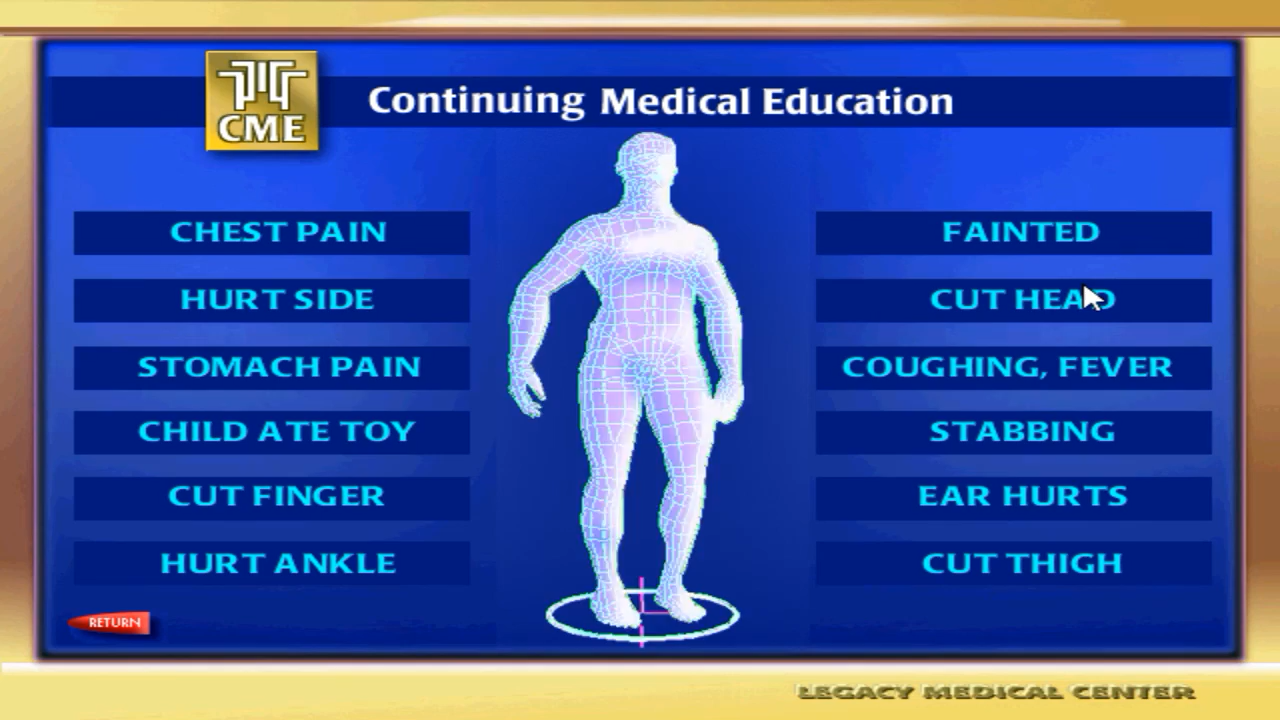 CME
Continuing Medical Education
CHEST PAIN
HURT SIDE
STOMACH PAIN
CHILD ATE TOY
CUT FINGER
HURT ANKLE
FAINTED
CUT HEAD
COUGHING, FEVER
STABBING
EAR HURTS
CUT THIGH
RETURN
LEGACY MEDICAL CENTER